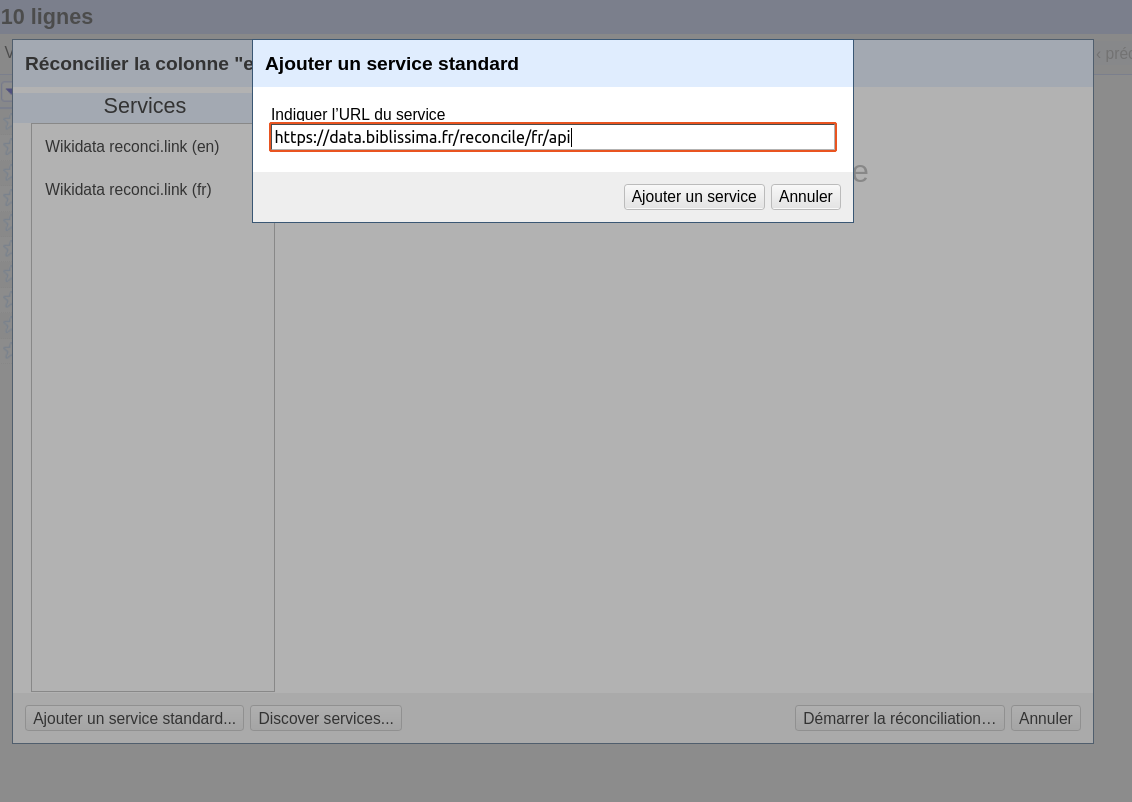 10 lignes
Réconcilier la colonne "e
Ajouter un service standard
‹ préc
Services
Indiquer l’URL du service
https://data.biblissima.fr/reconcile/fr/api
Wikidata reconci.link (en)
Wikidata reconci.link (fr)
Ajouter un service
Annuler
Ajouter un service standard...
Discover services...
Démarrer la réconciliation…
Annuler